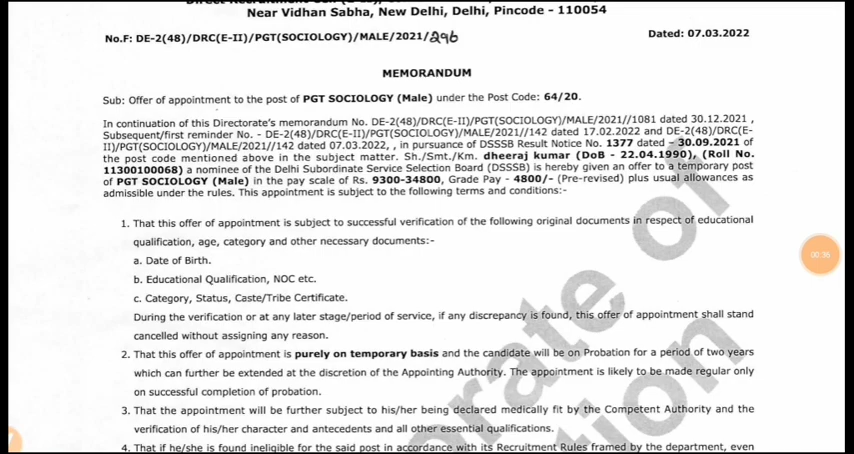 Near Vidhan Sabha, New Delhi, Delhi, Pincode - 110054
No.F: DE-2(48)/DRC(E-II)/PGT(SOCIOLOGY)/MALE/2021/296
Dated: 07.03.2022
MEMORANDUM
Sub: Offer of appointment to the post of PGT SOCIOLOGY (Male) under the Post Code: 64/20.
In continuation of this Directorate's memorandum No. DE-2(48)/DRC(E-II)/PGT(SOCIOLOGY)/MALE/2021//1081 dated 30.12.2021 ,
Subsequent/first reminder No. - DE-2(48)/DRC(E-II)/PGT(SOCIOLOGY)/MALE/2021//142 dated 17.02.2022 and DE-2(48)/DRC(E-
II)/PGT(SOCIOLOGY)/MALE/2021//142 dated 07.03.2022, , in pursuance of DSSSB Result Notice No. 1377 dated - 30.09.2021 of
the post code mentioned above in the subject matter. Sh./Smt./Km. dheeraj kumar (DoB - 22.04.1990), (Roll No.
11300100068) a nominee of the Delhi Subordinate Service Selection Board (DSSSB) is hereby given an offer to a temporary post
of PGT SOCIOLOGY (Male) in the pay scale of Rs. 9300-34800, Grade Pay - 4800/- (Pre-revised) plus usual allowances as
admissible under the rules. This appointment is subject to the following terms and conditions:-
1. That this offer of appointment is subject to successful verification of the following original documents in respect of educational
qualification, age, category and other necessary documents:-
a. Date of Birth.
b. Educational Qualification, NOC etc.
c. Category, Status, Caste/Tribe Certificate.
During the verification or at any later stage/period of service, if any discrepancy is found, this offer of appointment shall stand
cancelled without assigning any reason.
2. That this offer of appointment is purely on temporary basis and the candidate will be on Probation for a period of two years
which can further be extended at the discretion of the Appointing Authority. The appointment is likely to be made regular only
on successful completion of probation.
3. That the appointment will be further subject to his/her being declared medically fit by the Competent Authority and the
verification of his/her character and antecedents and all other essential qualifications.
4. That if he/she is found ineligible for the said post in accordance with its Recruitment Rules framed by the department, even
00:36